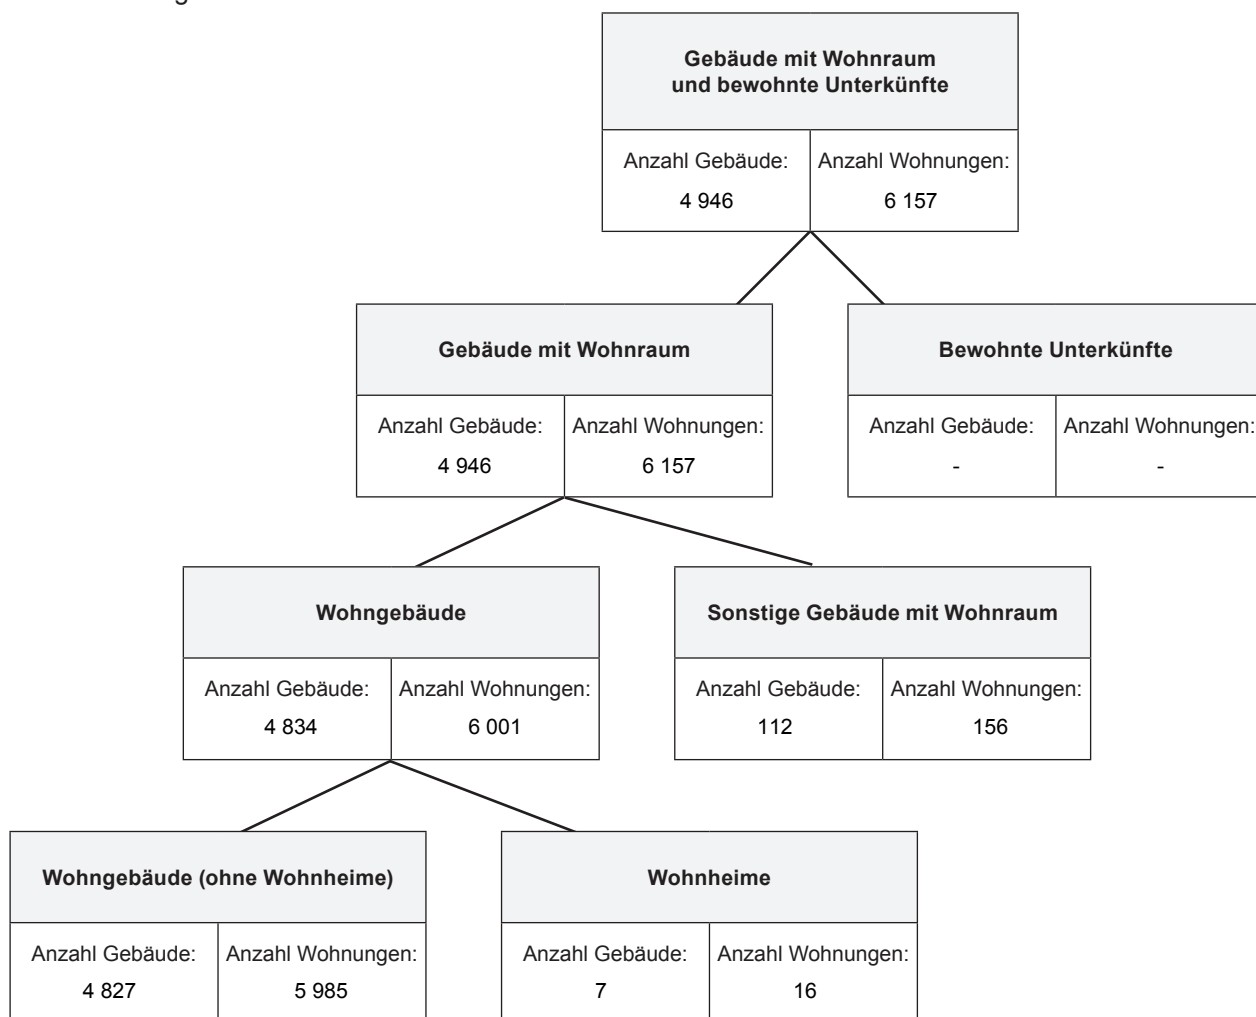 Gebäude mit Wohnraum
und bewohnte Unterkünfte
Anzahl Gebäude: Anzahl Wohnungen:
4 946 6 157
Gebäude mit Wohnraum Bewohnte Unterkünfte
Anzahl Gebäude: Anzahl Wohnungen: Anzahl Gebäude: Anzahl Wohnungen:
4 946 6 157 - -
Wohngebäude Sonstige Gebäude mit Wohnraum
Anzahl Gebäude: Anzahl Wohnungen: Anzahl Gebäude: Anzahl Wohnungen:
4 834 6 001 112 156
Wohngebäude (ohne Wohnheime) Wohnheime
Anzahl Gebäude: Anzahl Wohnungen: Anzahl Gebäude: Anzahl Wohnungen:
4 827 5 985 7 16